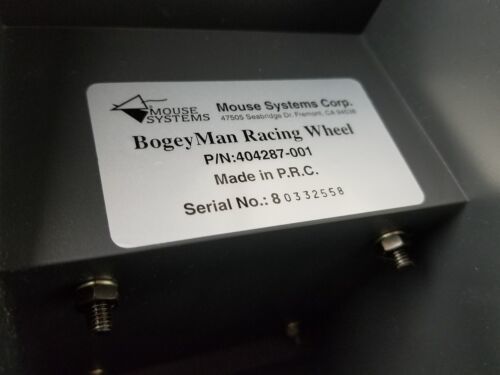 MOUSE
SYSTEMS
Mouse Systems Corp.
47505 Seabridge Dr. Fremont, CA 94538
BogeyMan Racing Wheel
P/N:404287-001
Made in P.R.C.
Serial No.: 80332558